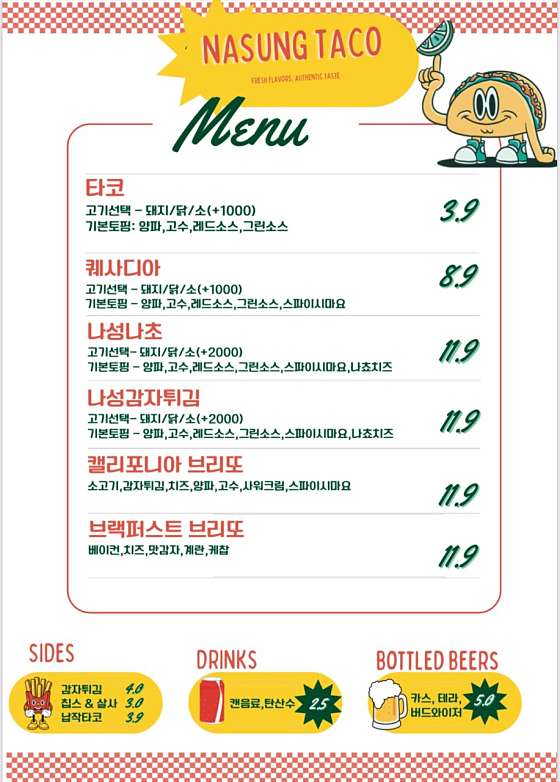 NASUNG TACO
FRESH FLAVORS, AUTHENTIC TASTE
Menu
타코
고기선택 - 돼지/닭/소(+1000)
기본토핑: 양파,고수,레드소스,그린소스
3.9
퀘사디아
고기선택 - 돼지/닭/소(+1000)
기본토핑 - 양파,고수,레드소스,그린소스,스파이시마요
8.9
나성나초
고기선택- 돼지/닭/소(+2000)
기본토핑 - 양파,고수,레드소스,그린소스,스파이시마요,나쵸치즈
11.9
나성감자튀김
고기선택- 돼지/닭/소(+2000)
기본토핑 - 양파,고수,레드소스,그린소스,스파이시마요,나쵸치즈
11.9
캘리포니아 브리또
소고기,감자튀김,치즈,양파,고수,사워크림,스파이시마요
11.9
브랙퍼스트 브리또
베이컨,치즈,맛감자,계란,케찹
11.9
SIDES
감자튀김 4.0
칩스 & 살사 3.0
납작타코 3.9
DRINKS
캔음료,탄산수 2.5
BOTTLED BEERS
카스, 테라,
버드와이저
5.0